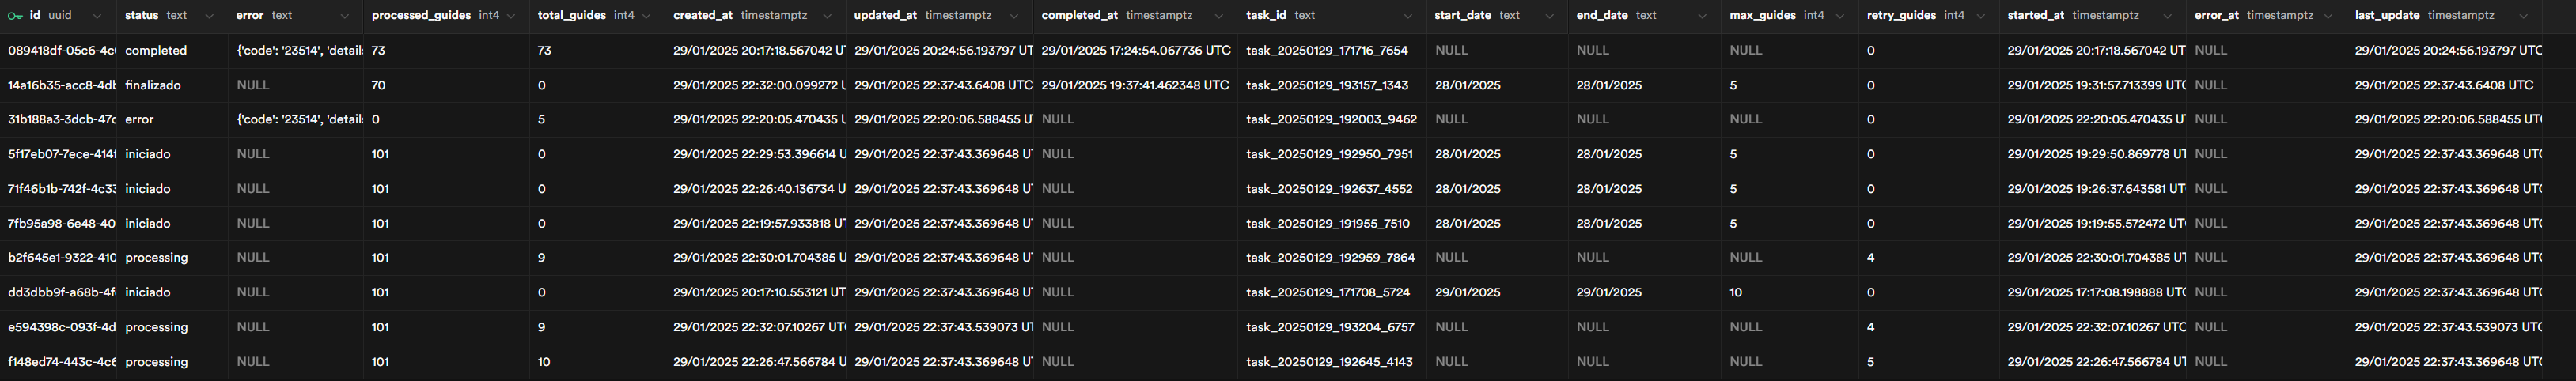 id uuid status text error text processed_guides int4 total_guides int4 created_at timestamptz updated_at timestamptz completed_at timestamptz task_id text start_date text end_date text max_guides int4 retry_guides int4 started_at timestamptz error_at timestamptz last_update timestamptz
089418df-05c6-4c completed {'code': '23514', 'detail 73 73 29/01/2025 20:17:18.567042 UT 29/01/2025 20:24:56.193797 UT 29/01/2025 17:24:54.067736 UTC task_20250129_171716_7654 NULL NULL NULL 0 29/01/2025 20:17:18.567042 UT NULL 29/01/2025 20:24:56.193797 UTC
14a16b35-acc8-4db finalizado NULL 70 0 29/01/2025 22:32:00.099272 U 29/01/2025 22:37:43.6408 UTC 29/01/2025 19:37:41.462348 UTC task_20250129_193157_1343 28/01/2025 28/01/2025 5 0 29/01/2025 19:31:57.713399 UTC NULL 29/01/2025 22:37:43.6408 UTC
31b188a3-3dcb-47c error {'code': '23514', 'detail 0 5 29/01/2025 22:20:05.470435 U 29/01/2025 22:20:06.588455 U NULL task_20250129_192003_9462 NULL NULL NULL 0 29/01/2025 22:20:05.470435 U NULL 29/01/2025 22:20:06.588455 UT
5f17eb07-7ece-414f iniciado NULL 101 0 29/01/2025 22:29:53.396614 U 29/01/2025 22:37:43.369648 UT NULL task_20250129_192950_7951 28/01/2025 28/01/2025 5 0 29/01/2025 19:29:50.869778 UT NULL 29/01/2025 22:37:43.369648 UTC
71f46b1b-742f-4c33 iniciado NULL 101 0 29/01/2025 22:26:40.136734 U 29/01/2025 22:37:43.369648 UT NULL task_20250129_192637_4552 28/01/2025 28/01/2025 5 0 29/01/2025 19:26:37.643581 UTC NULL 29/01/2025 22:37:43.369648 UTC
7fb95a98-6e48-40 iniciado NULL 101 0 29/01/2025 22:19:57.933818 UT 29/01/2025 22:37:43.369648 UT NULL task_20250129_191955_7510 28/01/2025 28/01/2025 5 0 29/01/2025 19:19:55.572472 UTC NULL 29/01/2025 22:37:43.369648 UTC
b2f645e1-9322-410 processing NULL 101 9 29/01/2025 22:30:01.704385 U 29/01/2025 22:37:43.369648 UT NULL task_20250129_192959_7864 NULL NULL NULL 4 29/01/2025 22:30:01.704385 UT NULL 29/01/2025 22:37:43.369648 UTC
dd3dbb9f-a68b-4f iniciado NULL 101 0 29/01/2025 20:17:10.553121 UT 29/01/2025 22:37:43.369648 UT NULL task_20250129_171708_5724 29/01/2025 29/01/2025 10 0 29/01/2025 17:17:08.198888 UTC NULL 29/01/2025 22:37:43.369648 UTC
e594398c-093f-4d processing NULL 101 9 29/01/2025 22:32:07.10267 UT 29/01/2025 22:37:43.539073 UT NULL task_20250129_193204_6757 NULL NULL NULL 4 29/01/2025 22:32:07.10267 UTC NULL 29/01/2025 22:37:43.539073 UTC
f148ed74-443c-4c6 processing NULL 101 10 29/01/2025 22:26:47.566784 U 29/01/2025 22:37:43.369648 UT NULL task_20250129_192645_4143 NULL NULL NULL 5 29/01/2025 22:26:47.566784 UT NULL 29/01/2025 22:37:43.369648 UTC